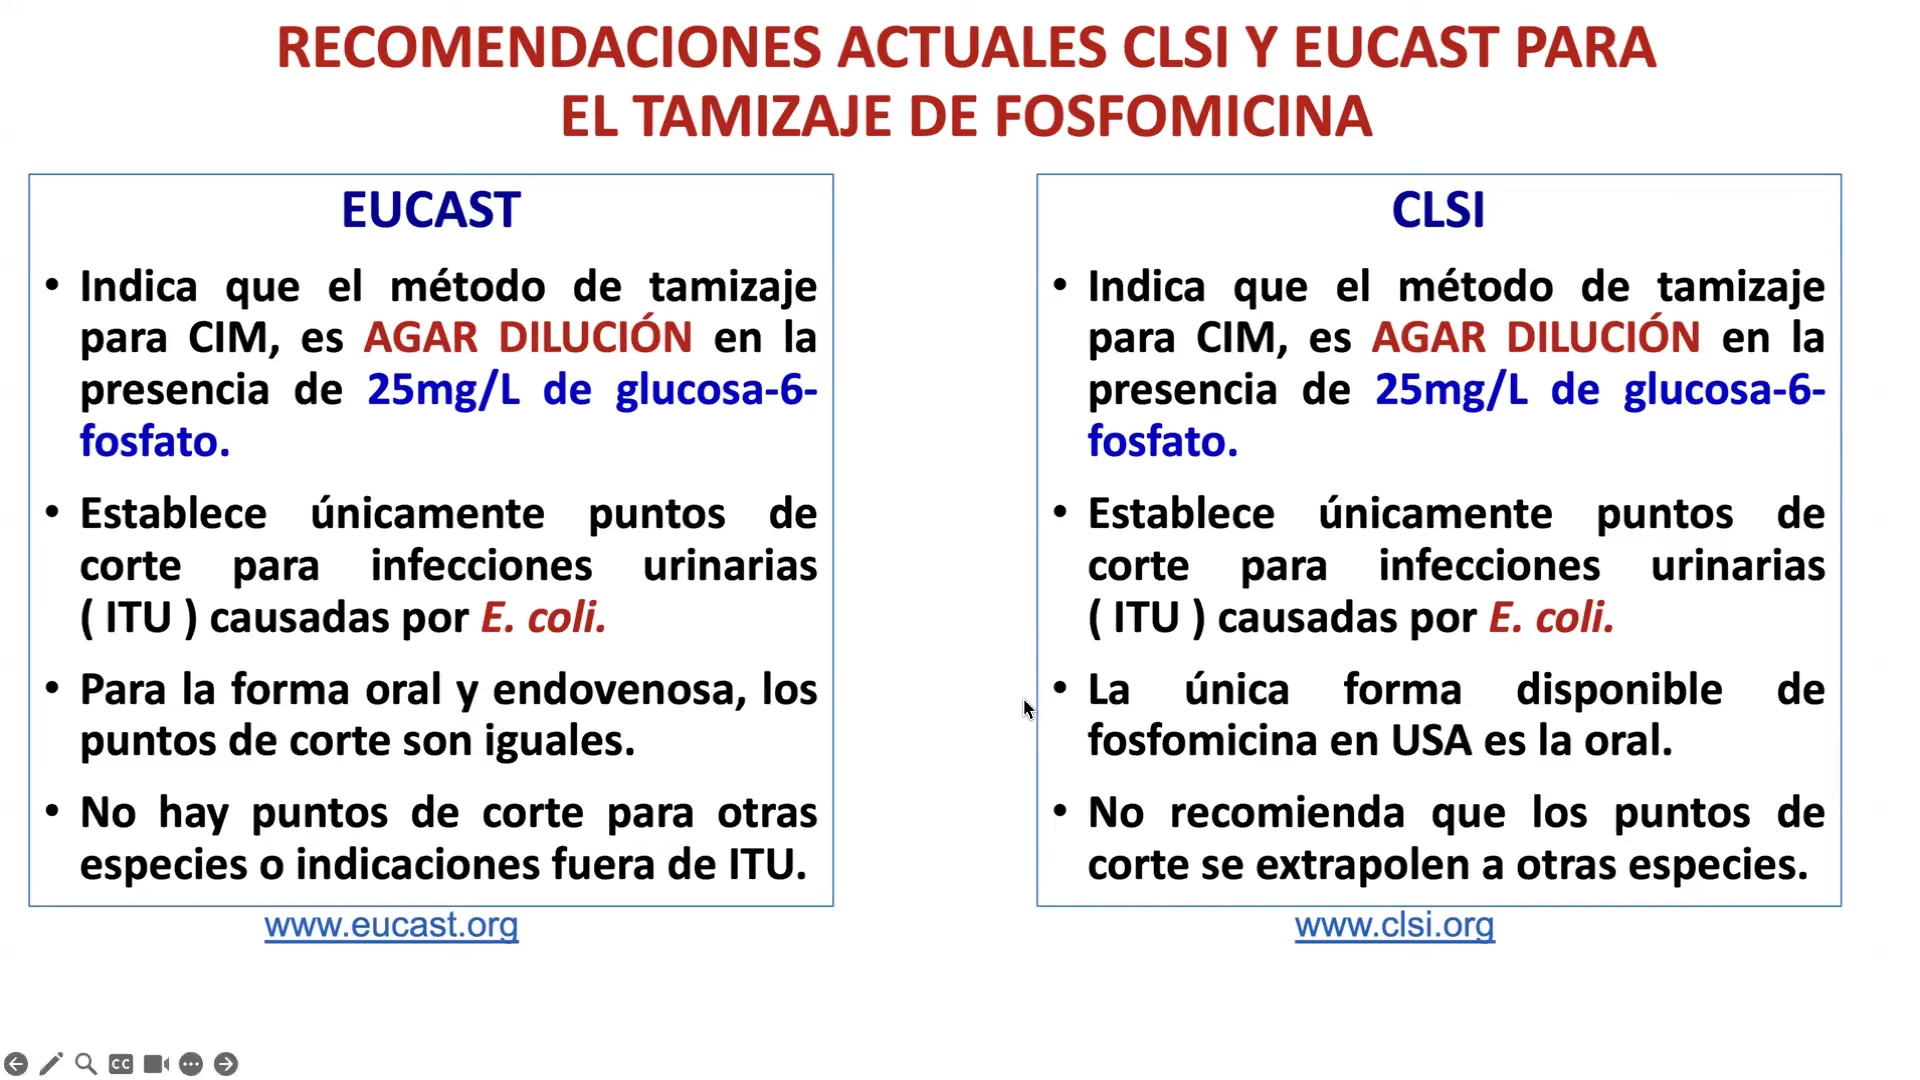 RECOMENDACIONES ACTUALES CLSI Y EUCAST PARA
EL TAMIZAJE DE FOSFOMICINA
EUCAST
• Indica que el método de tamizaje
para CIM, es AGAR DILUCIÓN en la
presencia de 25mg/L de glucosa-6-
fosfato.
• Establece únicamente puntos de
corte para infecciones urinarias
( ITU ) causadas por E. coli.
• Para la forma oral y endovenosa, los
puntos de corte son iguales.
• No hay puntos de corte para otras
especies o indicaciones fuera de ITU.
www.eucast.org
CLSI
• Indica que el método de tamizaje
para CIM, es AGAR DILUCIÓN en la
presencia de 25mg/L de glucosa-6-
fosfato.
• Establece únicamente puntos de
corte para infecciones urinarias
( ITU ) causadas por E. coli.
• La única forma disponible de
fosfomicina en USA es la oral.
• No recomienda que los puntos de
corte se extrapolen a otras especies.
www.clsi.org
CC